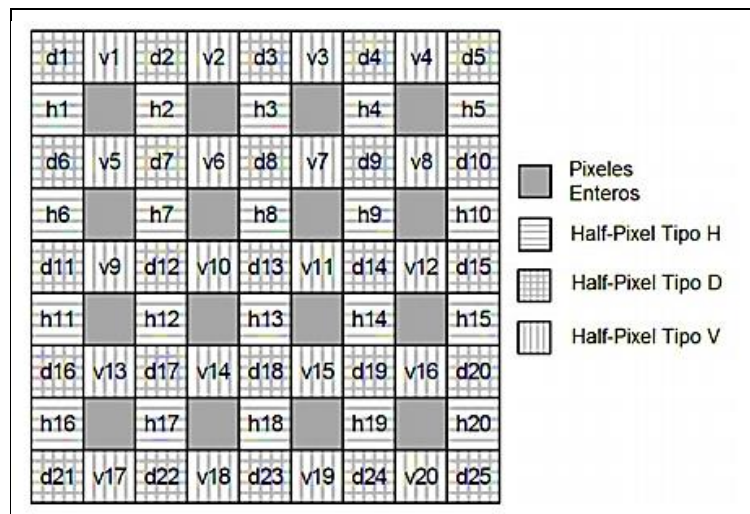 d1 v1 d2 v2 d3 v3 d4 v4 d5
h1 h2 h3 h4 h5
d6 v5 d7 v6 d8 v7 d9 v8 d10
h6 h7 h8 h9 h10
d11 v9 d12 v10 d13 v11 d14 v12 d15
h11 h12 h13 h14 h15
d16 v13 d17 v14 d18 v15 d19 v16 d20
h16 h17 h18 h19 h20
d21 v17 d22 v18 d23 v19 d24 v20 d25
Pixeles
Enteros
Half-Pixel Tipo H
Half-Pixel Tipo D
Half-Pixel Tipo V